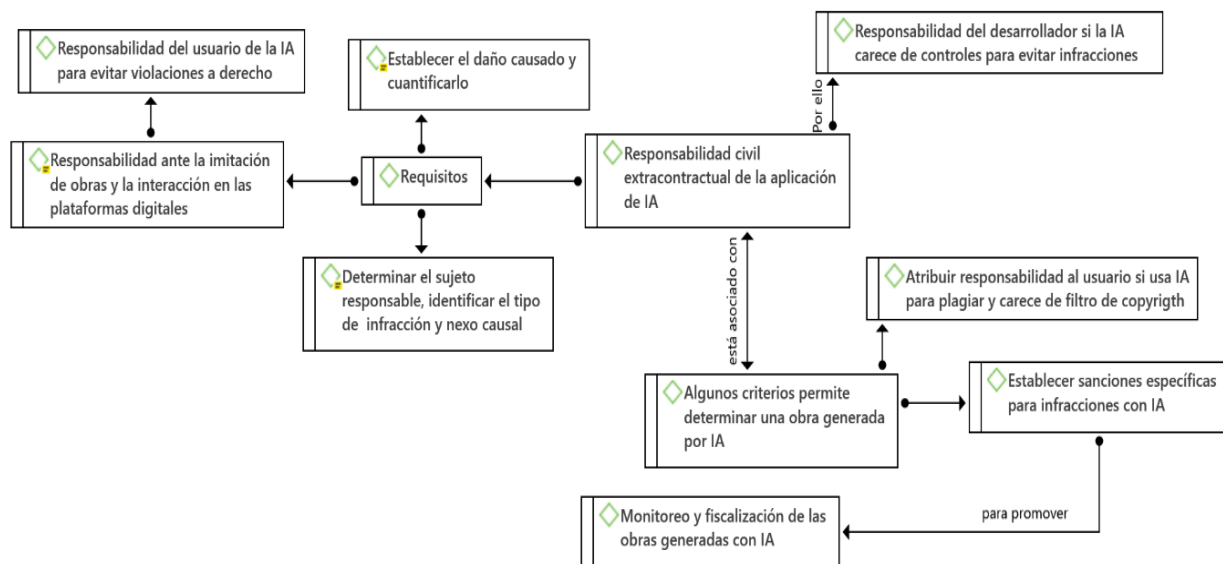 Responsabilidad del usuario de la IA
para evitar violaciones a derecho
Establecer el daño causado y
cuantificarlo
Responsabilidad del desarrollador si la IA
carece de controles para evitar infracciones
Por ello
Responsabilidad ante la imitación
de obras y la interacción en las
plataformas digitales
Requisitos
Responsabilidad civil
extracontractual de la aplicación
de IA
Determinar el sujeto
responsable, identificar el tipo
de infracción y nexo causal
está asociado con
Atribuir responsabilidad al usuario si usa IA
para plagiar y carece de filtro de copyrigth
Algunos criterios permite
determinar una obra generada
por IA
Establecer sanciones específicas
para infracciones con IA
para promover
Monitoreo y fiscalización de las
obras generadas con IA